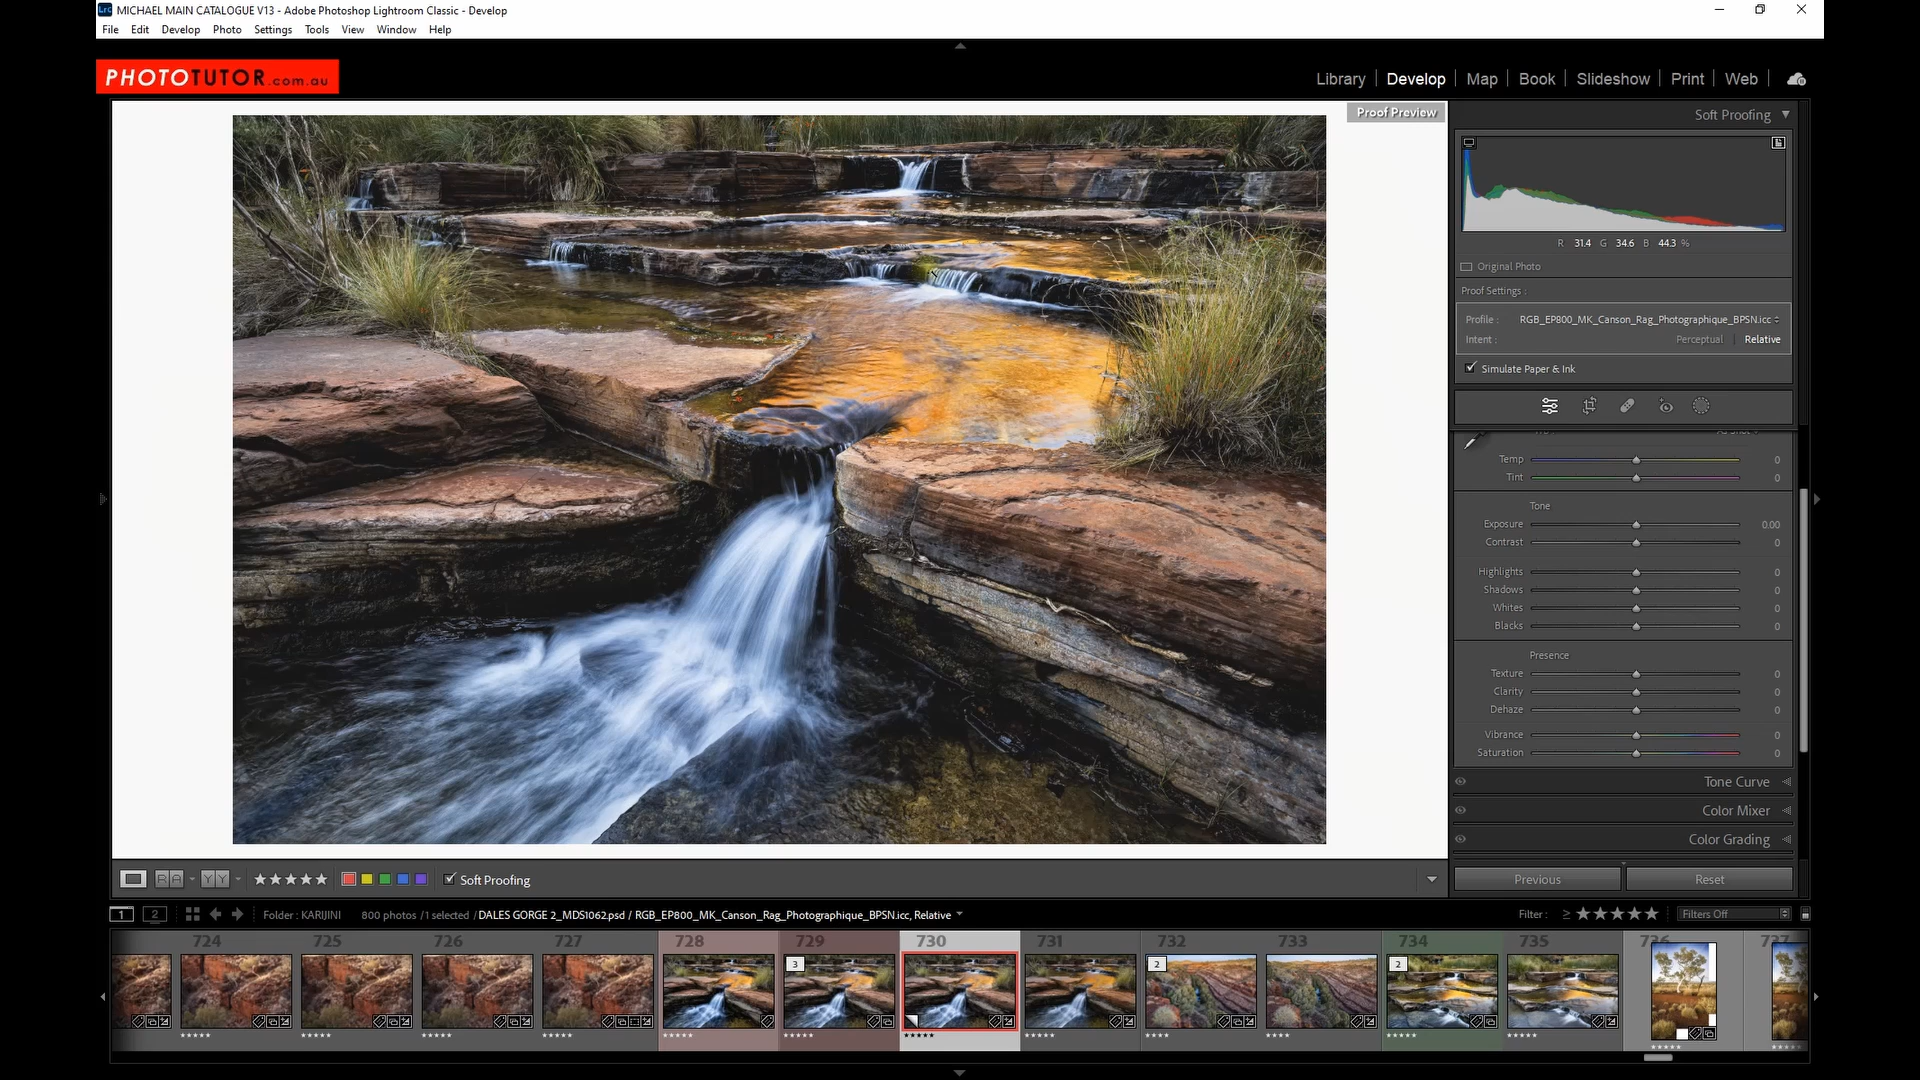 MICHAEL MAIN CATALOGUE V13 - Adobe Photoshop Lightroom Classic - Develop
File Edit Develop Photo Settings Tools View Window Help
PHOTOTUTOR.com.au
Library Develop Map Book Slideshow Print Web
Proof Preview
Soft Proofing
R 31.4 G 34.6 B 44.3 %
Original Photo
Proof Settings :
Profile : RGB_EP800_MK_Canson_Rag_Photographique_BPSN.icc
Intent : Perceptual Relative
Simulate Paper & Ink
Temp 0
Tint 0
Tone
Exposure 0.00
Contrast 0
Highlights 0
Shadows 0
Whites 0
Blacks 0
Presence
Texture 0
Clarity 0
Dehaze 0
Vibrance 0
Saturation 0
Tone Curve
Color Mixer
Color Grading
Previous Reset
RA YY Soft Proofing
1 2 Folder : KARIJINI 800 photos / 1 selected / DALES GORGE 2_MDS1062.psd / RGB_EP800_MK_Canson_Rag_Photographique_BPSN.icc, Relative
Filter : ≥ Filters Off
724 725 726 727 728 729 730 731 732 733 734 735 736 737
3 2 2